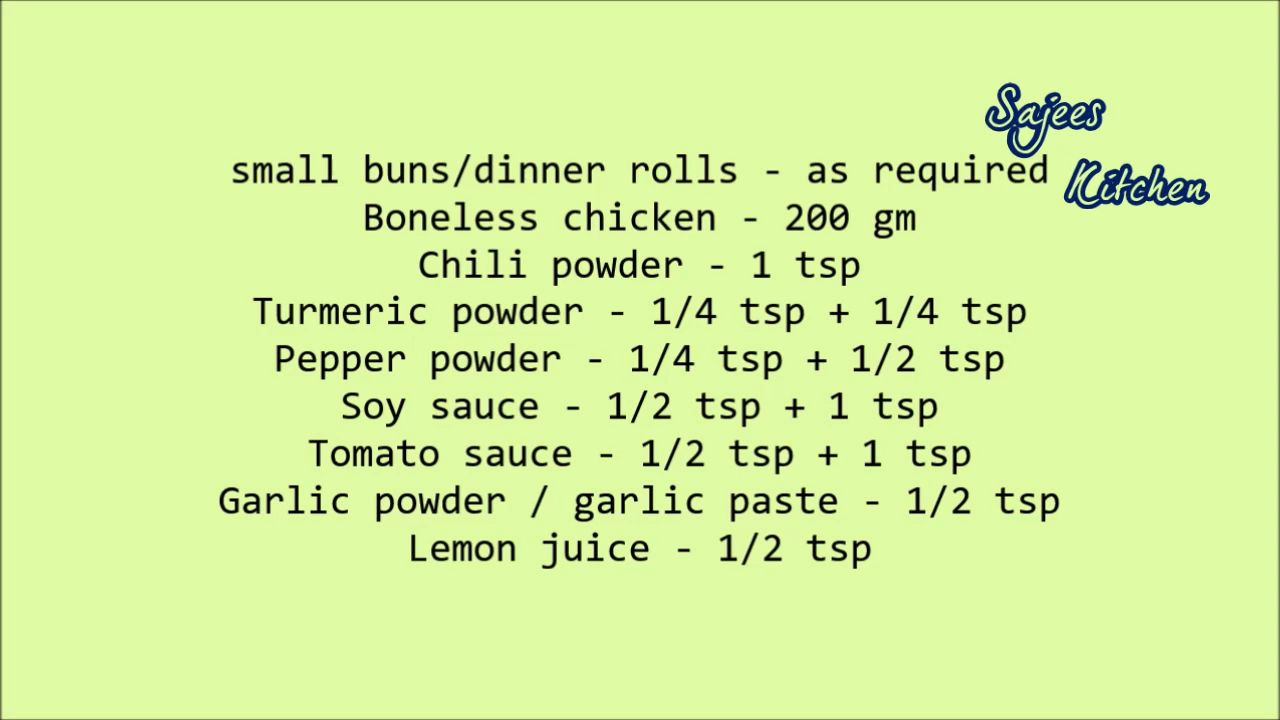 Sajees
Kitchen
small buns/dinner rolls - as required
Boneless chicken - 200 gm
Chili powder - 1 tsp
Turmeric powder - 1/4 tsp + 1/4 tsp
Pepper powder - 1/4 tsp + 1/2 tsp
Soy sauce - 1/2 tsp + 1 tsp
Tomato sauce - 1/2 tsp + 1 tsp
Garlic powder / garlic paste - 1/2 tsp
Lemon juice - 1/2 tsp